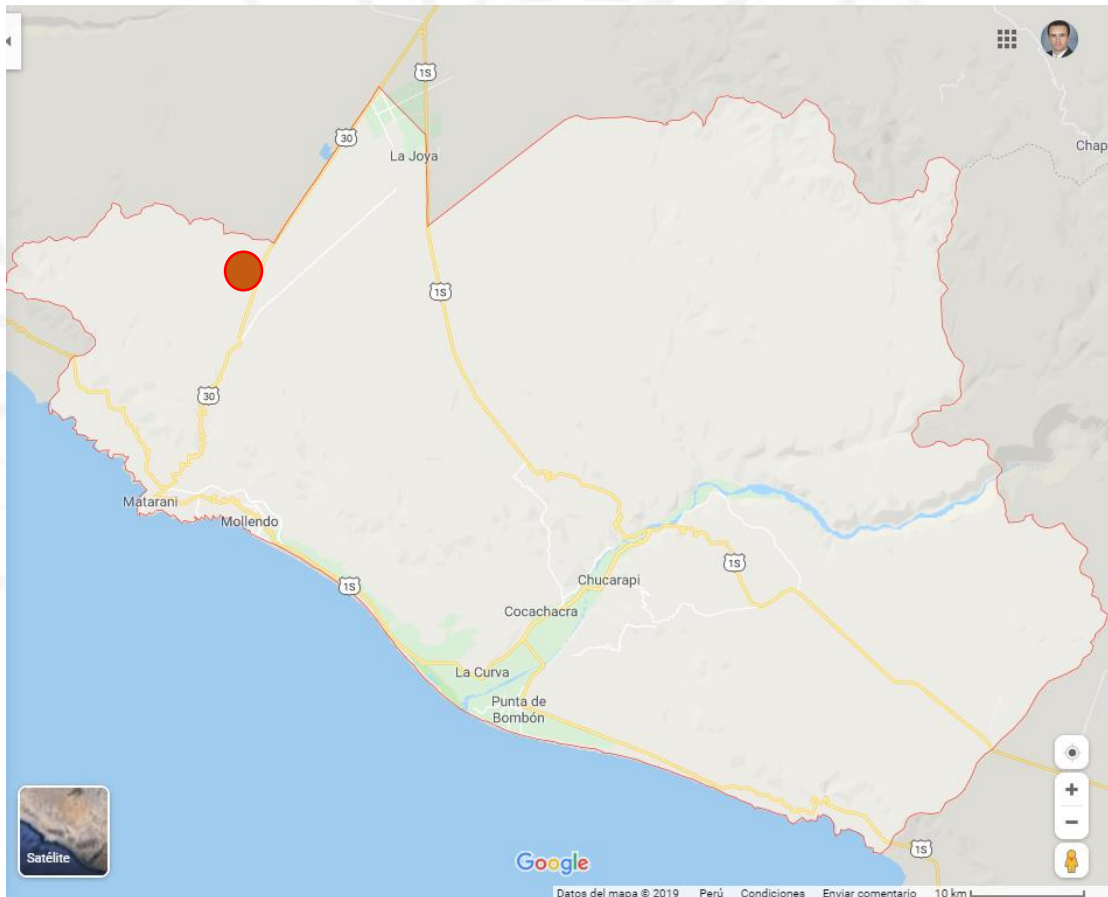 1S
30
La Joya
Chap
1S
30
Matarani
Mollendo
1S
1S
Chucarapi
Cocachacra
La Curva
Punta de
Bombón
Satélite
Google
1S
Datos del mapa © 2019 Perú Condiciones Enviar comentario 10 km